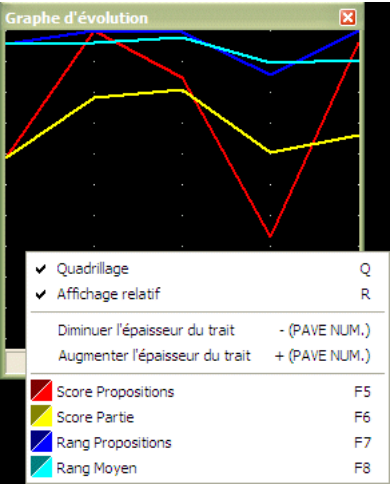 Graphe d'évolution
Quadrillage Q
Affichage relatif R
Diminuer l'épaisseur du trait - (PAVE NUM.)
Augmenter l'épaisseur du trait + (PAVE NUM.)
Score Propositions F5
Score Partie F6
Rang Propositions F7
Rang Moyen F8